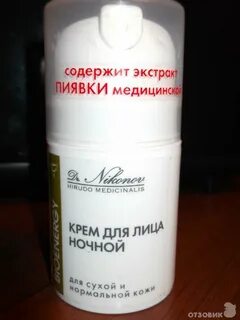 содержит экстракт
ПИЯВКИ медицинской
Dr. Nikonov
HIRUDO MEDICINALIS
BIOENERGY
КРЕМ ДЛЯ ЛИЦА
НОЧНОЙ
для сухой и
нормальной кожи
ОТЗОВИК